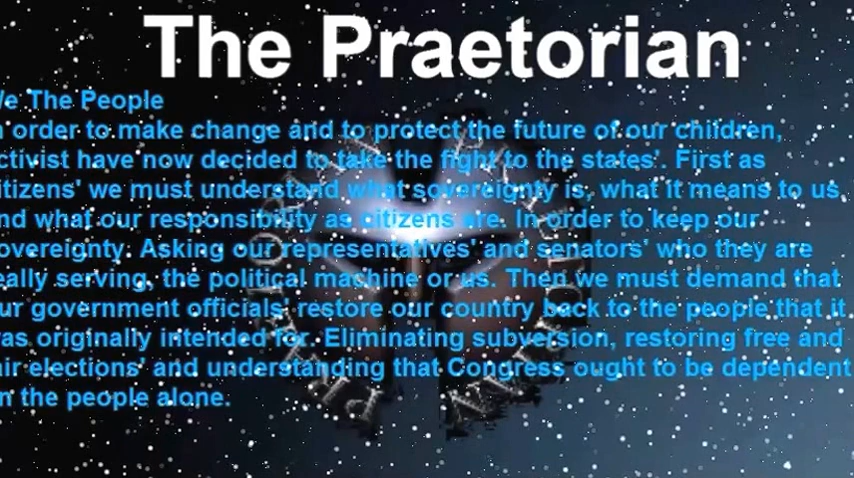 The Praetorian
We The People
n order to make change and to protect the future of our children,
ctivist have now decided to take the fight to the states'. First as
itizens' we must understand what sovereignty is, what it means to us,
nd what our responsibility as citizens are. In order to keep our
overeignty. Asking our representatives' and senators' who they are
eally serving, the political machine or us. Then we must demand that
ur government officials' restore our country back to the people that it
was originally intended for. Eliminating subversion, restoring free and
air elections' and understanding that Congress ought to be dependent
n the people alone.